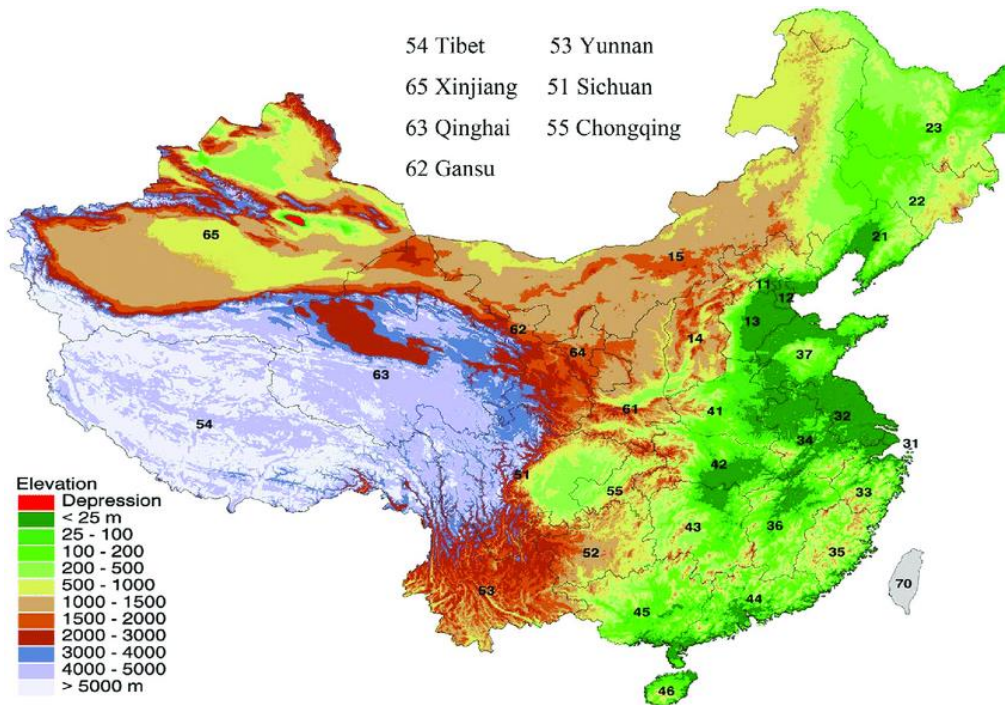 54 Tibet 53 Yunnan
65 Xinjiang 51 Sichuan
63 Qinghai 55 Chongqing
62 Gansu
23
22
21
65
15
11
12
13
62
14
64
37
63
61
41
32
54
34
31
42
51
55
33
43
36
52
35
53
44
70
45
46
Elevation
Depression
< 25 m
25 - 100
100 - 200
200 - 500
500 - 1000
1000 - 1500
1500 - 2000
2000 - 3000
3000 - 4000
4000 - 5000
> 5000 m